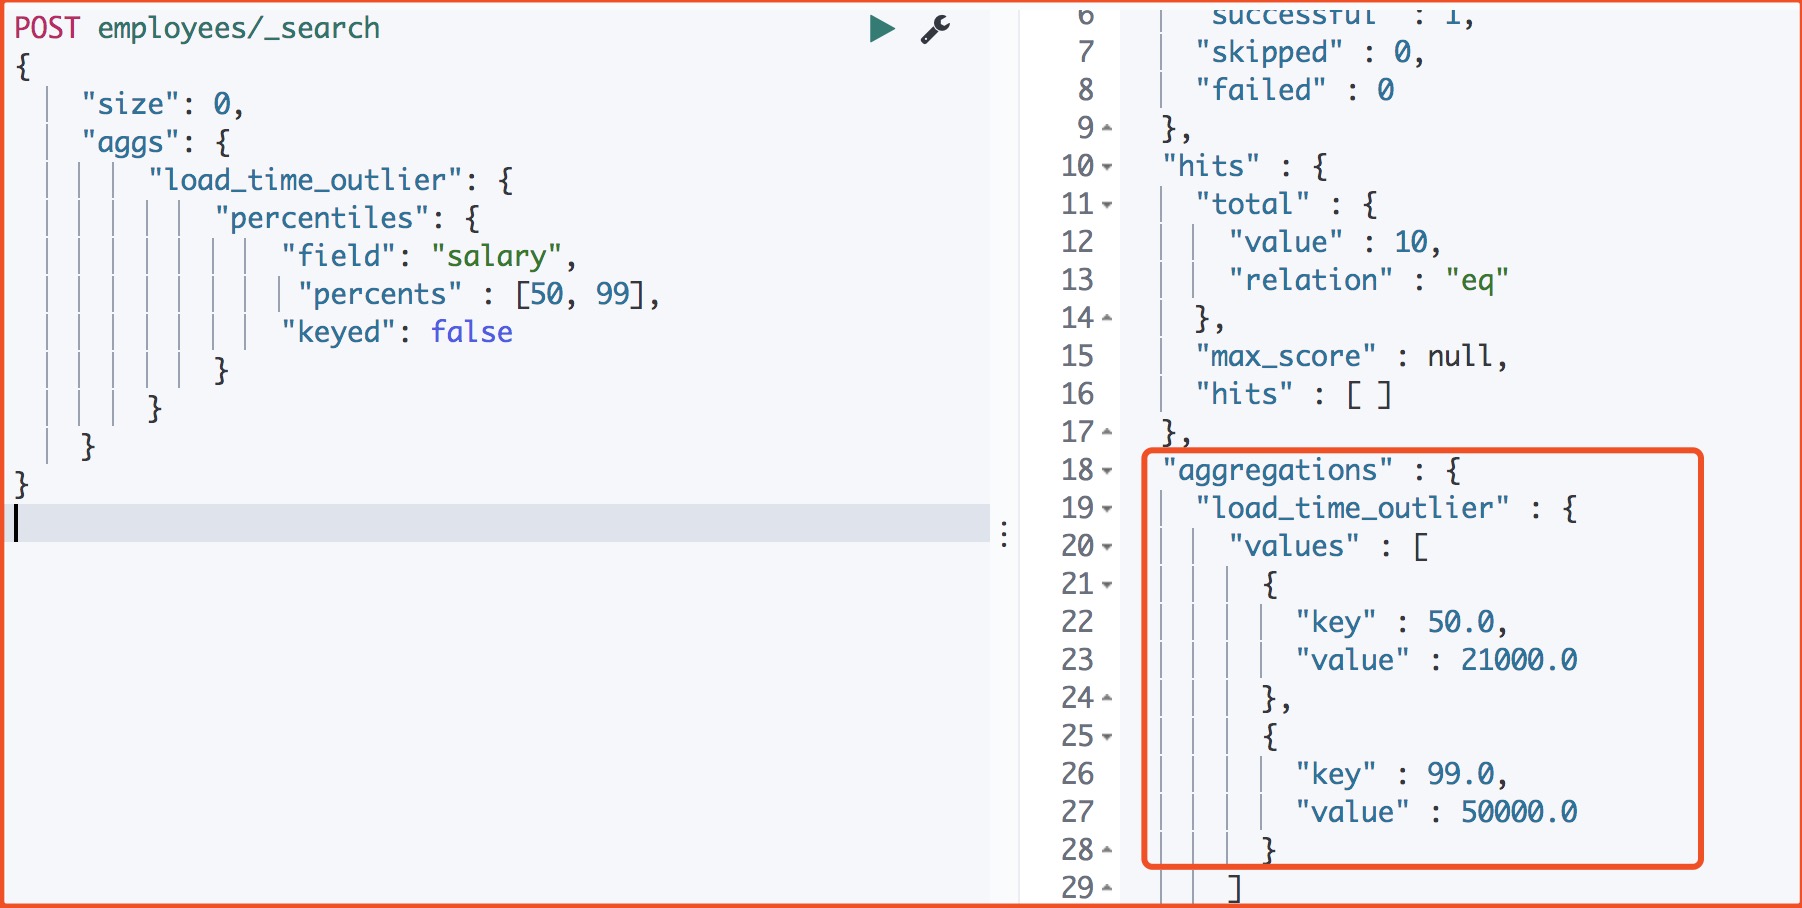 POST employees/_search
{
"size": 0,
"aggs": {
"load_time_outlier": {
"percentiles": {
"field": "salary",
"percents" : [50, 99],
"keyed": false
}
}
}
}
6 "successful" : 1,
7 "skipped" : 0,
8 "failed" : 0
9 },
10 "hits" : {
11 "total" : {
12 "value" : 10,
13 "relation" : "eq"
14 },
15 "max_score" : null,
16 "hits" : [ ]
17 },
18 "aggregations" : {
19 "load_time_outlier" : {
20 "values" : [
21 {
22 "key" : 50.0,
23 "value" : 21000.0
24 },
25 {
26 "key" : 99.0,
27 "value" : 50000.0
28 }
29 ]